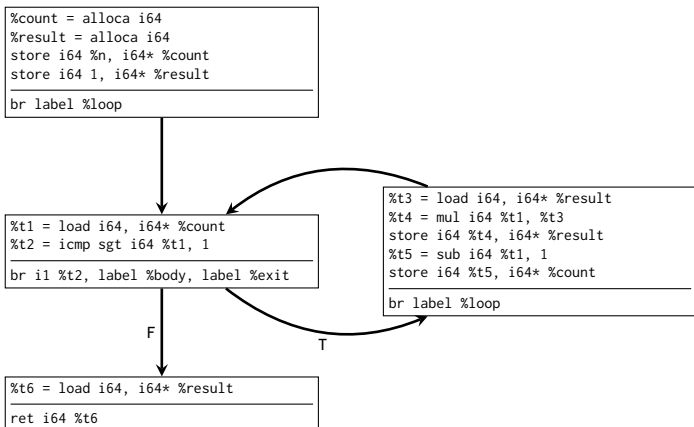 %count = alloca i64
%result = alloca i64
store i64 %n, i64* %count
store i64 1, i64* %result
br label %loop
%t1 = load i64, i64* %count
%t2 = icmp sgt i64 %t1, 1
br i1 %t2, label %body, label %exit
%t3 = load i64, i64* %result
%t4 = mul i64 %t1, %t3
store i64 %t4, i64* %result
%t5 = sub i64 %t1, 1
store i64 %t5, i64* %count
br label %loop
F
T
%t6 = load i64, i64* %result
ret i64 %t6